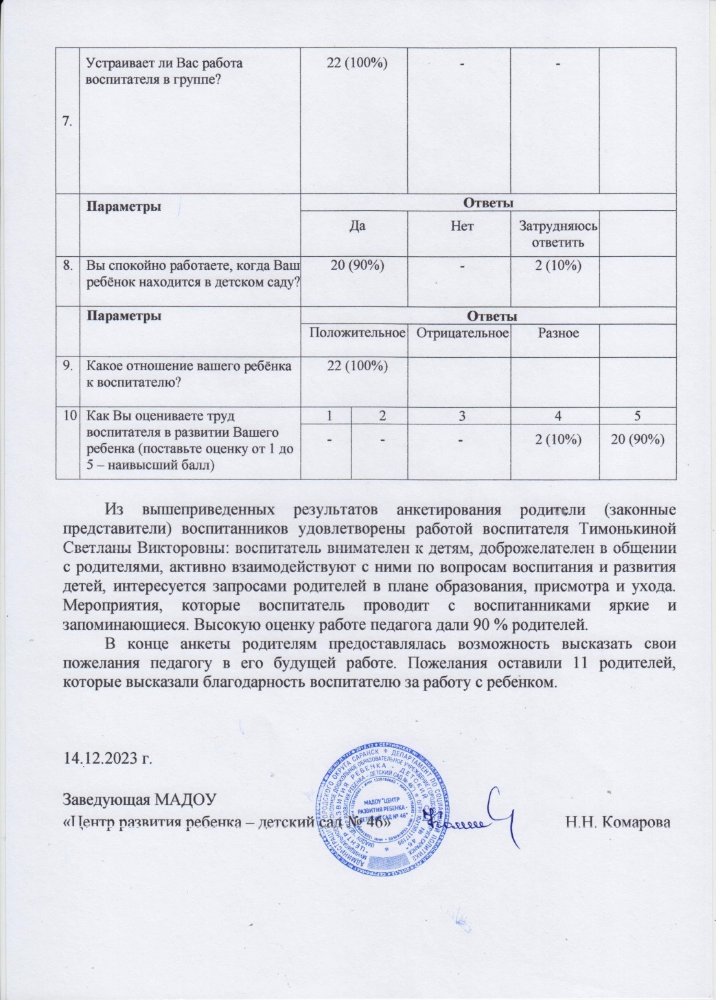 Устраивает ли Вас работа 22 (100%) - -
воспитателя в группе?
7.
Параметры Ответы
Да Нет Затрудняюсь
ответить
8. Вы спокойно работаете, когда Ваш 20 (90%) - 2 (10%)
ребёнок находится в детском саду?
Параметры Ответы
Положительное Отрицательное Разное
9. Какое отношение вашего ребёнка 22 (100%)
к воспитателю?
10 Как Вы оцениваете труд 1 2 3 4 5
воспитателя в развитии Вашего - - - 2 (10%) 20 (90%)
ребенка (поставьте оценку от 1 до
5 – наивысший балл)
Из вышеприведенных результатов анкетирования родители (законные
представители) воспитанников удовлетворены работой воспитателя Тимонькиной
Светланы Викторовны: воспитатель внимателен к детям, доброжелателен в общении
с родителями, активно взаимодействуют с ними по вопросам воспитания и развития
детей, интересуется запросами родителей в плане образования, присмотра и ухода.
Мероприятия, которые воспитатель проводит с воспитанниками яркие и
запоминающиеся. Высокую оценку работе педагога дали 90 % родителей.
В конце анкеты родителям предоставлялась возможность высказать свои
пожелания педагогу в его будущей работе. Пожелания оставили 11 родителей,
которые высказали благодарность воспитателю за работу с ребенком.
14.12.2023 г.
Заведующая МАДОУ
«Центр развития ребенка – детский сад № 46» Н.Н. Комарова
МАДОУ "ЦЕНТР
РАЗВИТИЯ РЕБЕНКА -
ДЕТСКИЙ САД № 46"